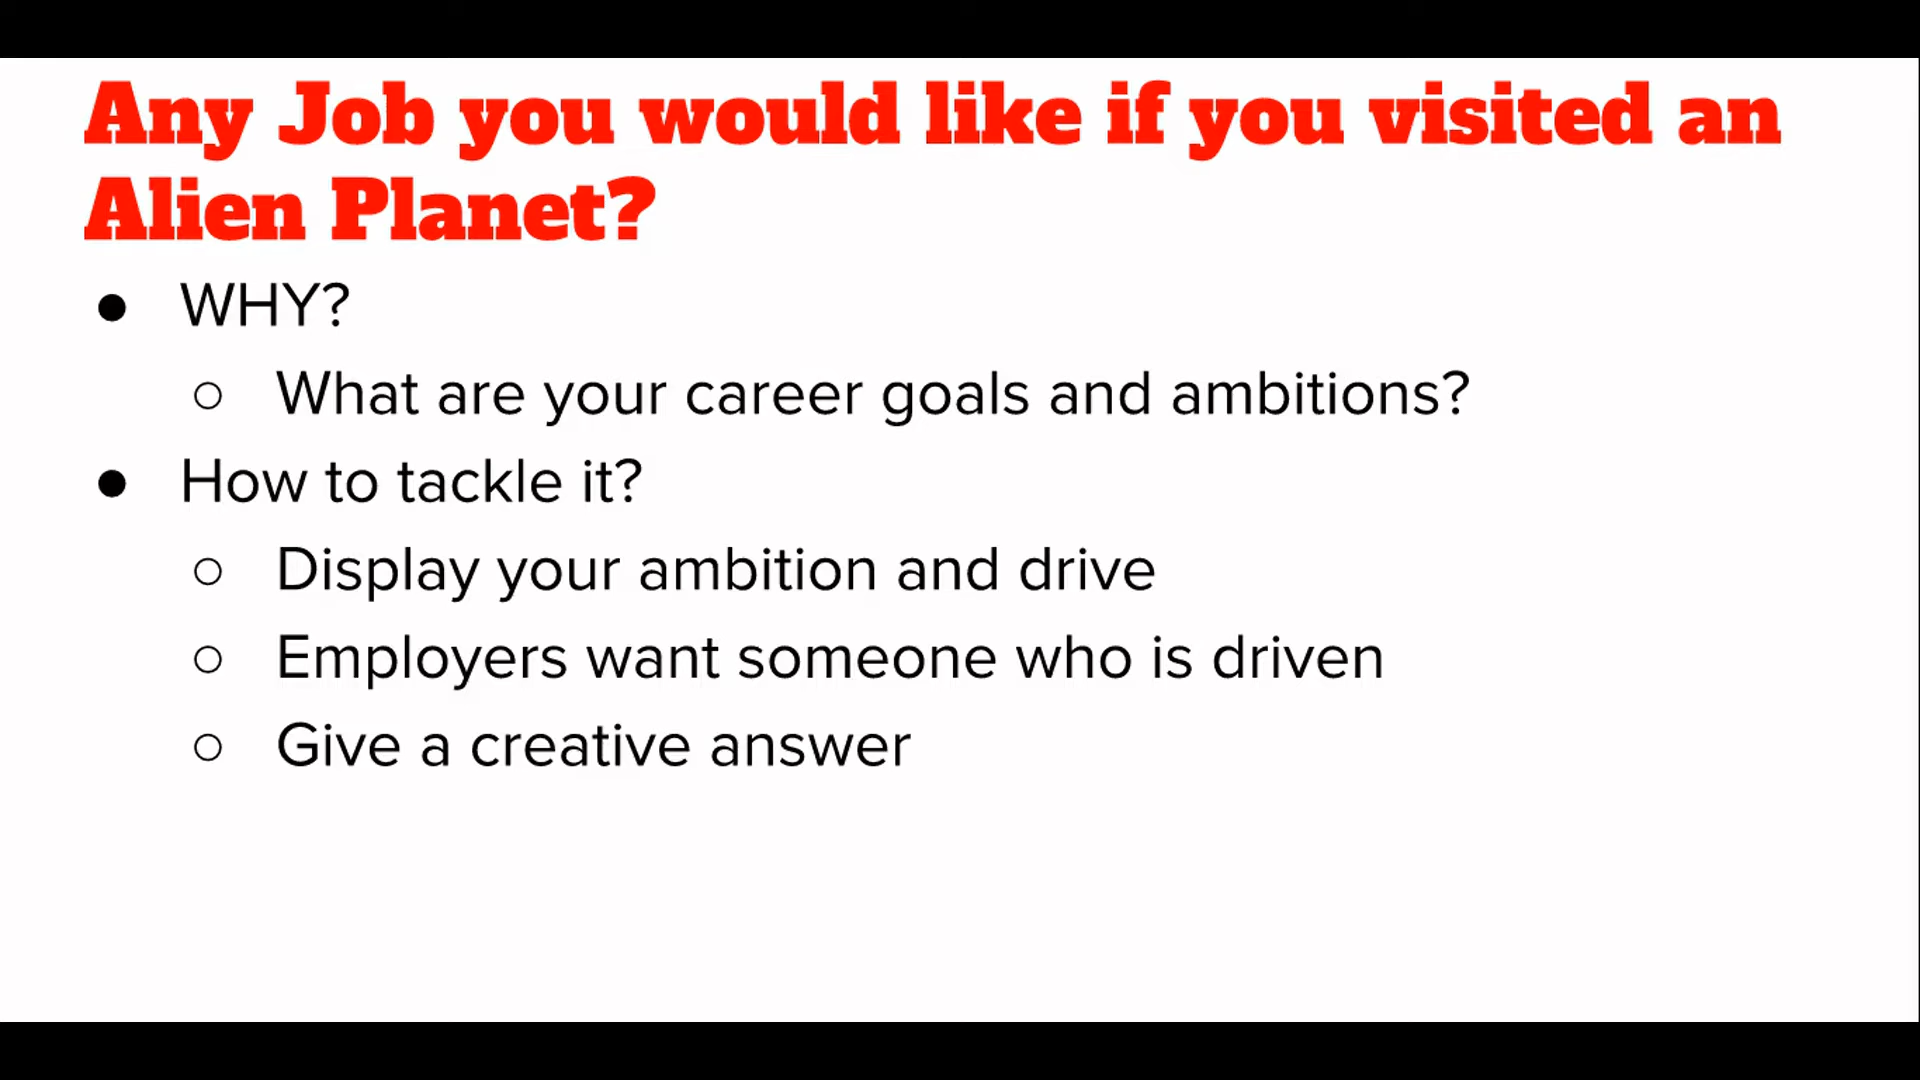 Any Job you would like if you visited an
Alien Planet?
● WHY?
○ What are your career goals and ambitions?
● How to tackle it?
○ Display your ambition and drive
○ Employers want someone who is driven
○ Give a creative answer